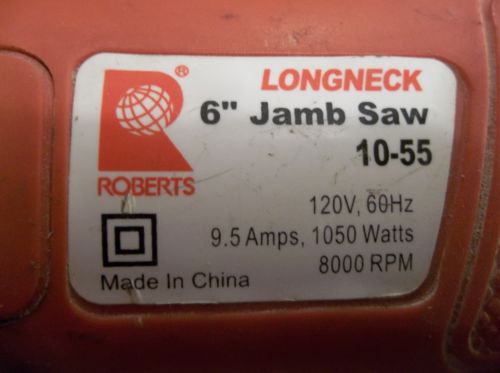 LONGNECK
®
6" Jamb Saw
10-55
ROBERTS
120V, 60Hz
9.5 Amps, 1050 Watts
8000 RPM
Made In China